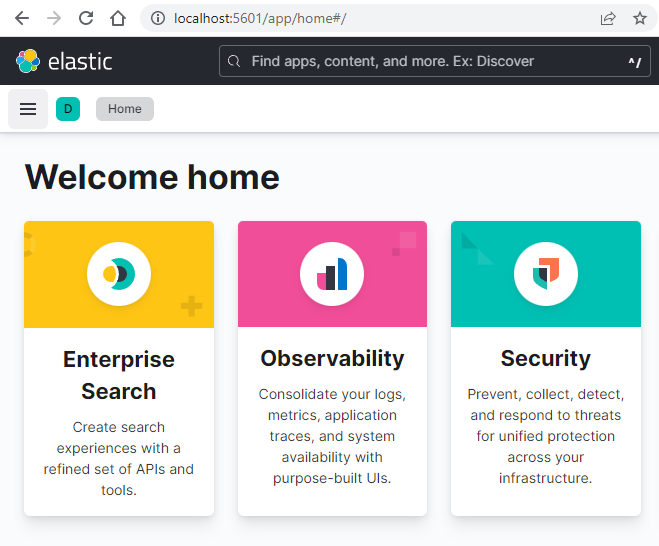 localhost:5601/app/home#/
elastic
Find apps, content, and more. Ex: Discover
^/
D
Home
Welcome home
Enterprise
Search
Create search
experiences with a
refined set of APIs and
tools.
Observability
Consolidate your logs,
metrics, application
traces, and system
availability with
purpose-built UIs.
Security
Prevent, collect, detect,
and respond to threats
for unified protection
across your
infrastructure.